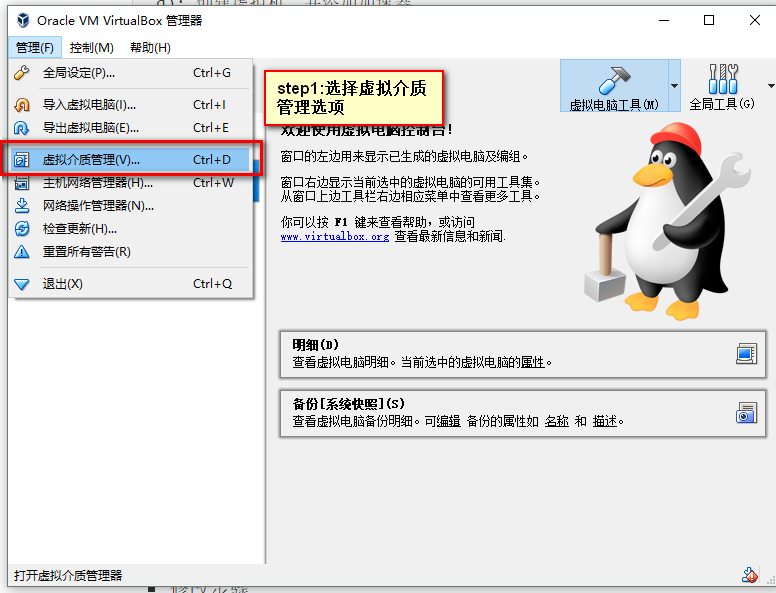 Oracle VM VirtualBox 管理器
管理(F) 控制(M) 帮助(H)
全局设定(P)... Ctrl+G
导入虚拟电脑(I)... Ctrl+I
导出虚拟电脑(E)... Ctrl+E
虚拟介质管理(V)... Ctrl+D
主机网络管理器(H)... Ctrl+W
网络操作管理器(N)...
检查更新(H)...
重置所有警告(R)
退出(X) Ctrl+Q
step1:选择虚拟介质
管理选项
虚拟电脑工具(M) 全局工具(G)
欢迎使用虚拟电脑控制台!
窗口的左边用来显示已生成的虚拟电脑及编组。
窗口右边显示当前选中的虚拟电脑的可用工具集。
从窗口上边工具栏右边相应菜单中查看更多工具。
你可以按 F1 键来查看帮助，或访问
www.virtualbox.org 查看最新信息和新闻.
明细(D)
查看虚拟电脑明细。当前选中的虚拟电脑的属性。
备份[系统快照](S)
查看虚拟电脑备份明细。可编辑 备份的属性如 名称 和 描述。
打开虚拟介质管理器